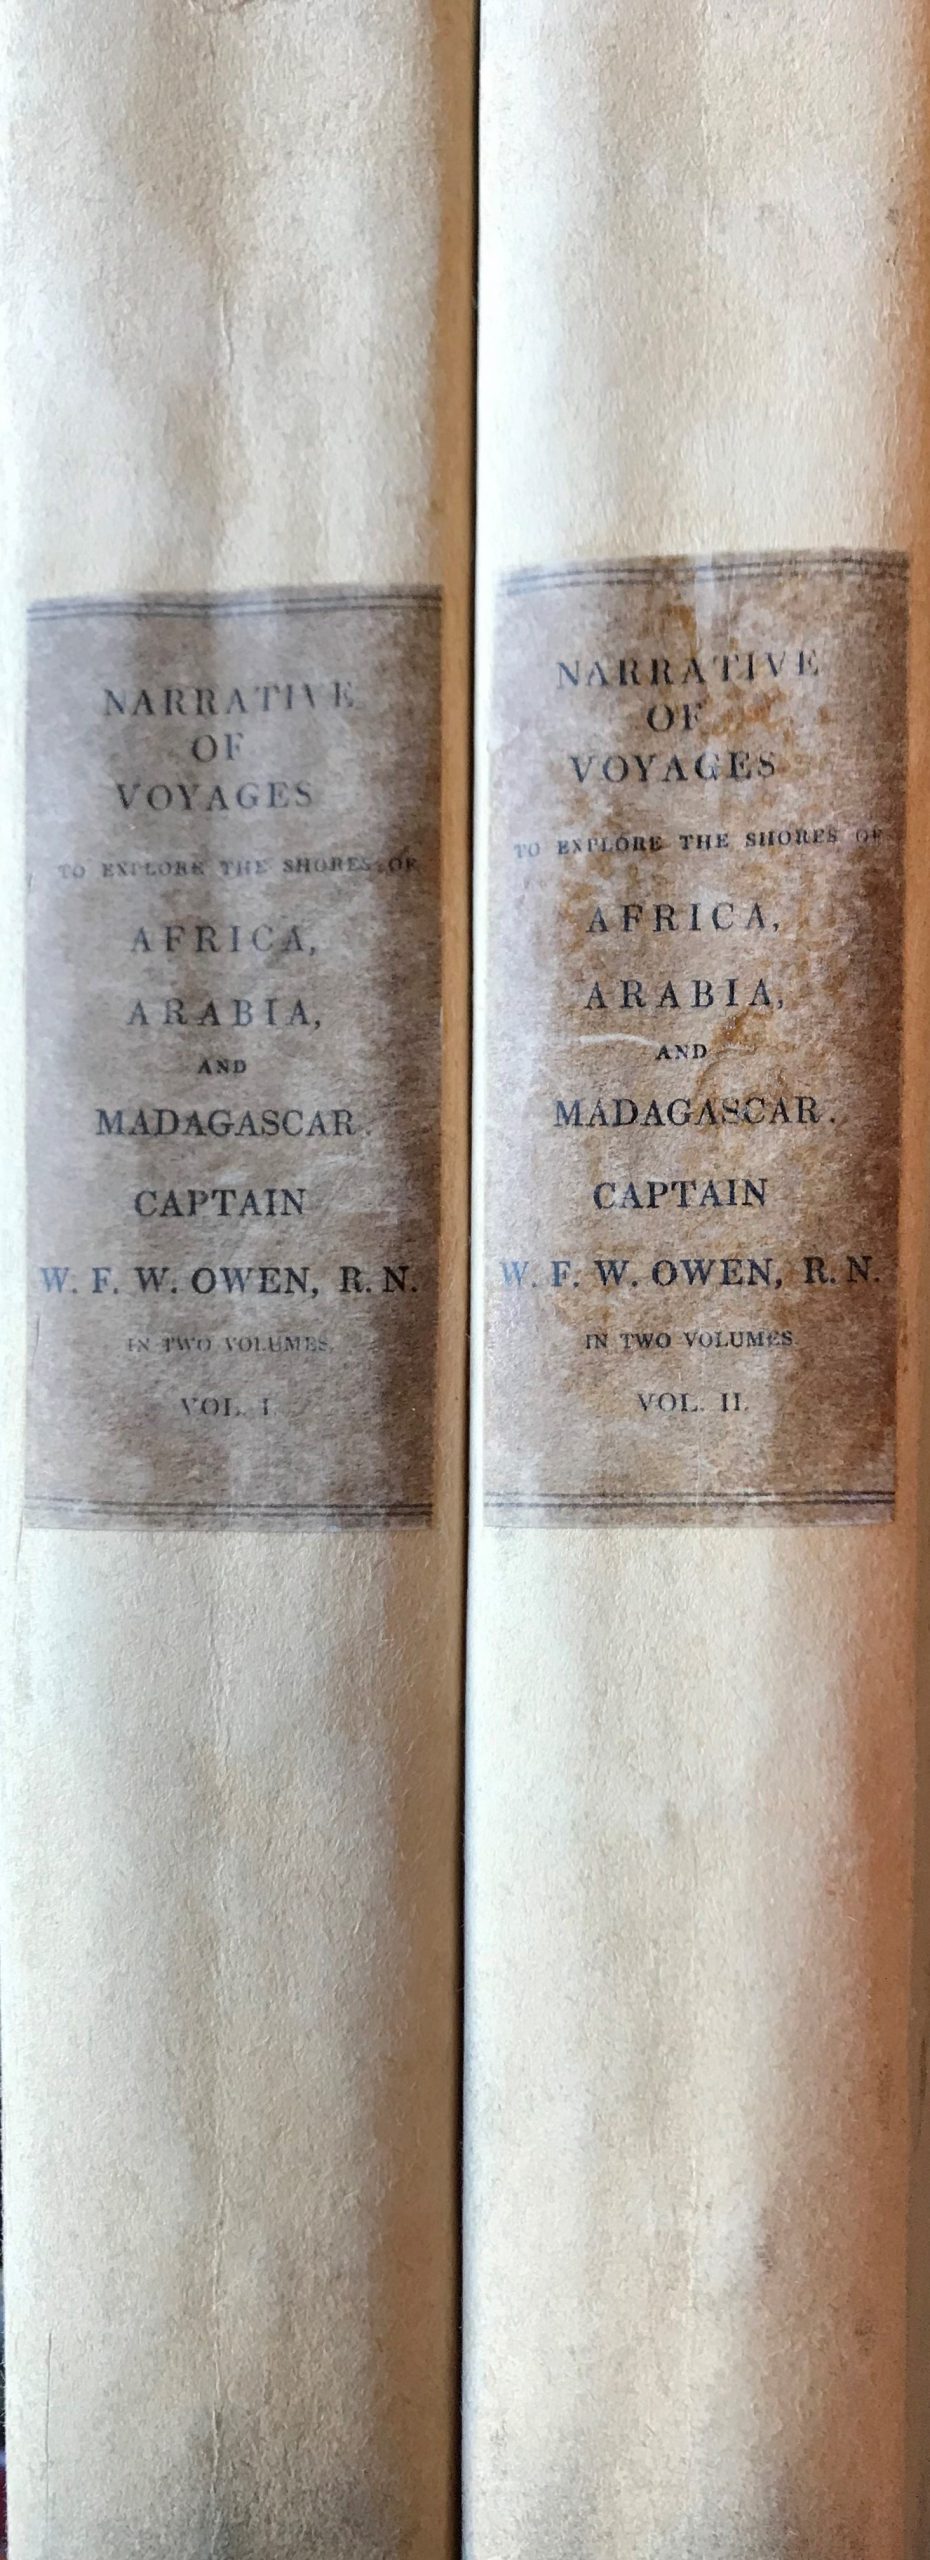 NARRATIVE
OF
VOYAGES
TO EXPLORE THE SHORES OF
AFRICA,
ARABIA,
AND
MADAGASCAR.
CAPTAIN
W. F. W. OWEN, R. N.
IN TWO VOLUMES.
VOL. I.
NARRATIVE
OF
VOYAGES
TO EXPLORE THE SHORES OF
AFRICA,
ARABIA,
AND
MADAGASCAR.
CAPTAIN
W. F. W. OWEN, R. N.
IN TWO VOLUMES.
VOL. II.